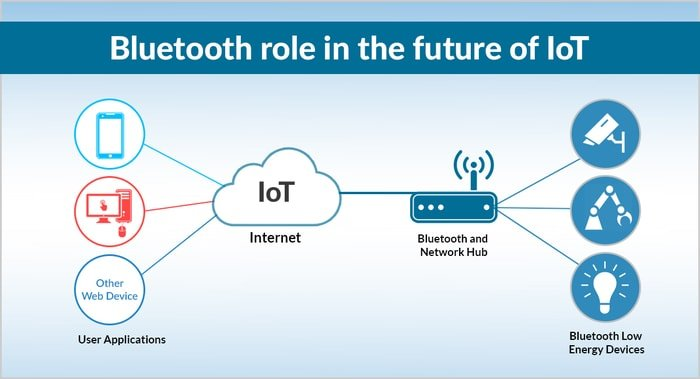 Bluetooth role in the future of IoT
IoT
Internet
Other
Web Device
User Applications
Bluetooth and
Network Hub
Bluetooth Low
Energy Devices